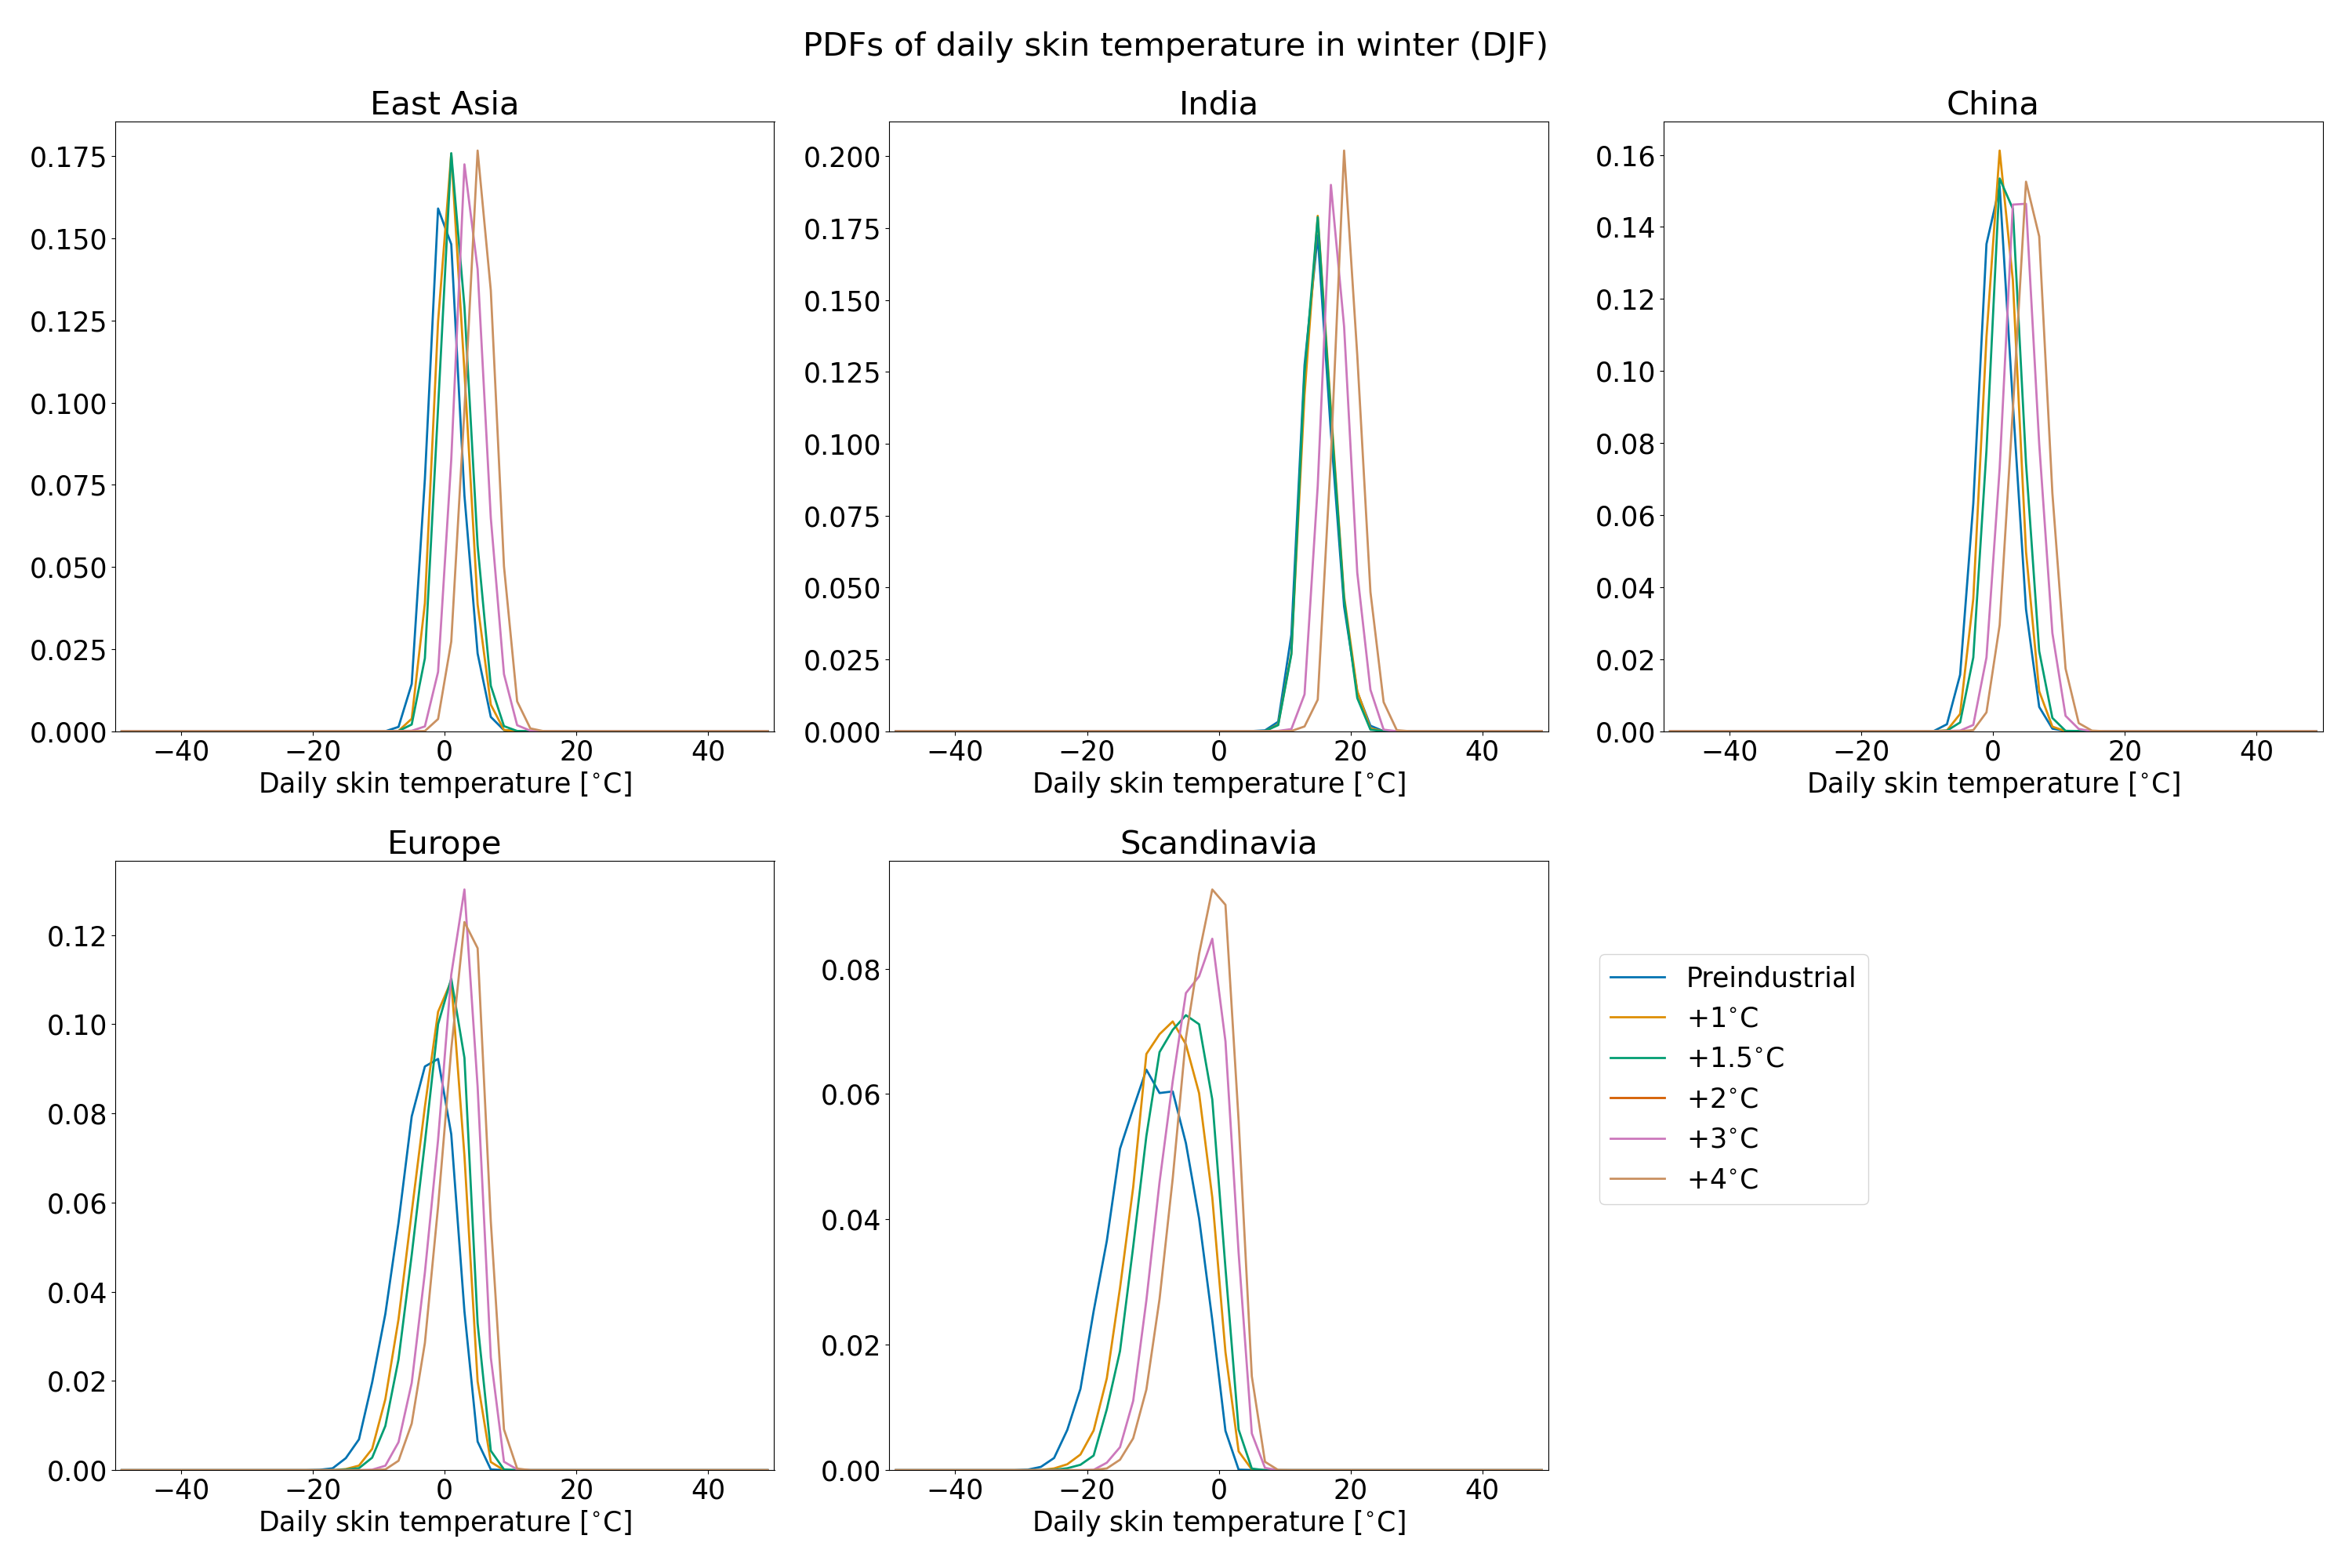 PDFs of daily skin temperature in winter (DJF)
East Asia
0.175
0.150
0.125
0.100
0.075
0.050
0.025
0.000
−40 −20 0 20 40
Daily skin temperature [°C]
India
0.200
0.175
0.150
0.125
0.100
0.075
0.050
0.025
0.000
−40 −20 0 20 40
Daily skin temperature [°C]
China
0.16
0.14
0.12
0.10
0.08
0.06
0.04
0.02
0.00
−40 −20 0 20 40
Daily skin temperature [°C]
Europe
0.12
0.10
0.08
0.06
0.04
0.02
0.00
−40 −20 0 20 40
Daily skin temperature [°C]
Scandinavia
0.08
0.06
0.04
0.02
0.00
−40 −20 0 20 40
Daily skin temperature [°C]
Preindustrial
+1°C
+1.5°C
+2°C
+3°C
+4°C